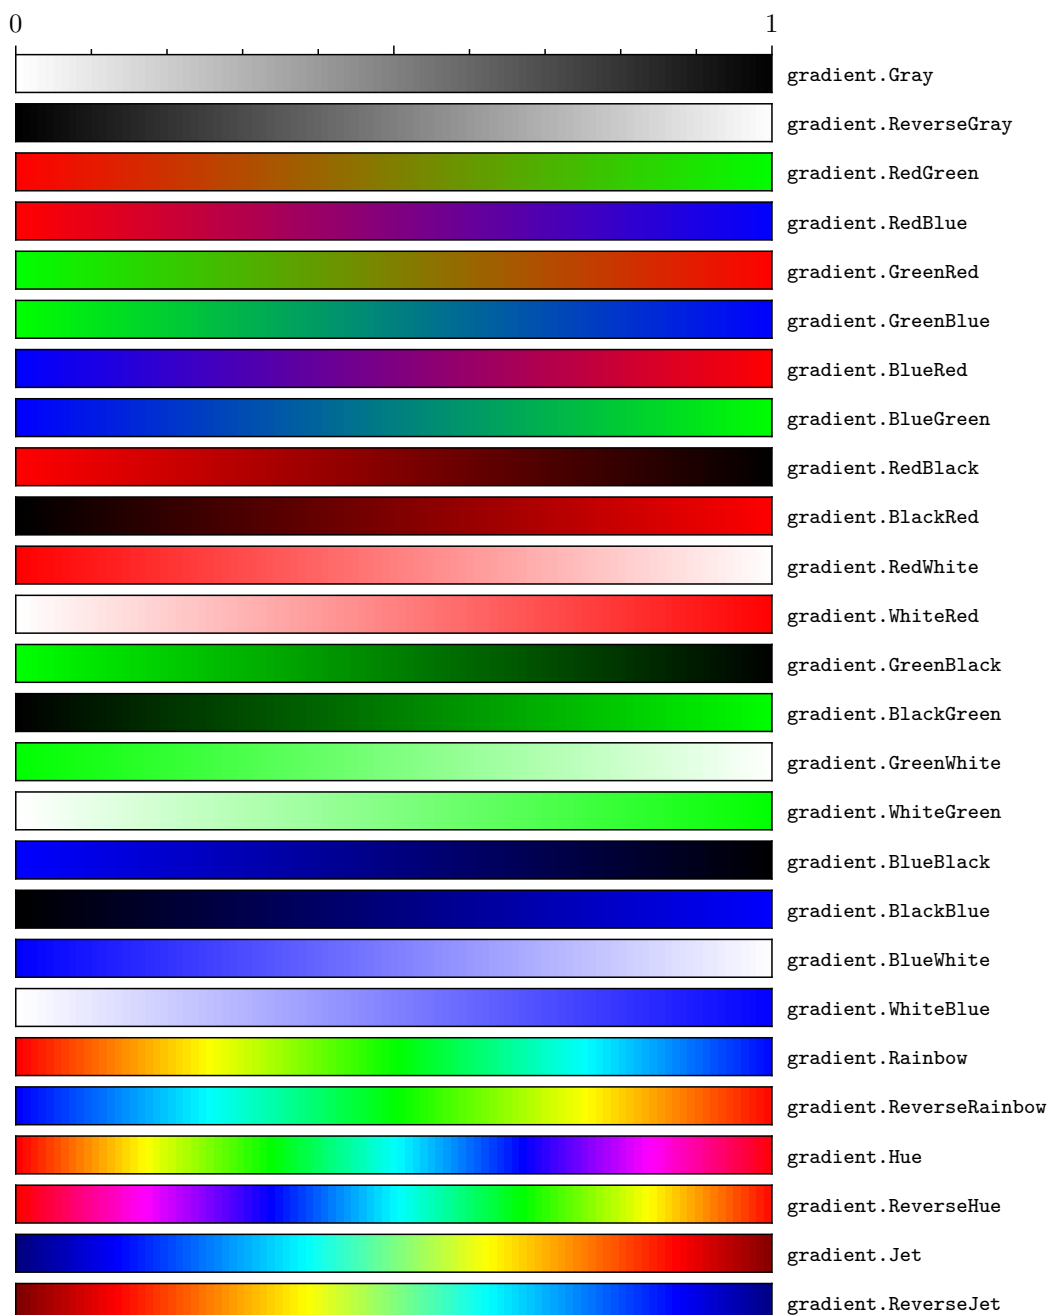 0 1
gradient.Gray
gradient.ReverseGray
gradient.RedGreen
gradient.RedBlue
gradient.GreenRed
gradient.GreenBlue
gradient.BlueRed
gradient.BlueGreen
gradient.RedBlack
gradient.BlackRed
gradient.RedWhite
gradient.WhiteRed
gradient.GreenBlack
gradient.BlackGreen
gradient.GreenWhite
gradient.WhiteGreen
gradient.BlueBlack
gradient.BlackBlue
gradient.BlueWhite
gradient.WhiteBlue
gradient.Rainbow
gradient.ReverseRainbow
gradient.Hue
gradient.ReverseHue
gradient.Jet
gradient.ReverseJet